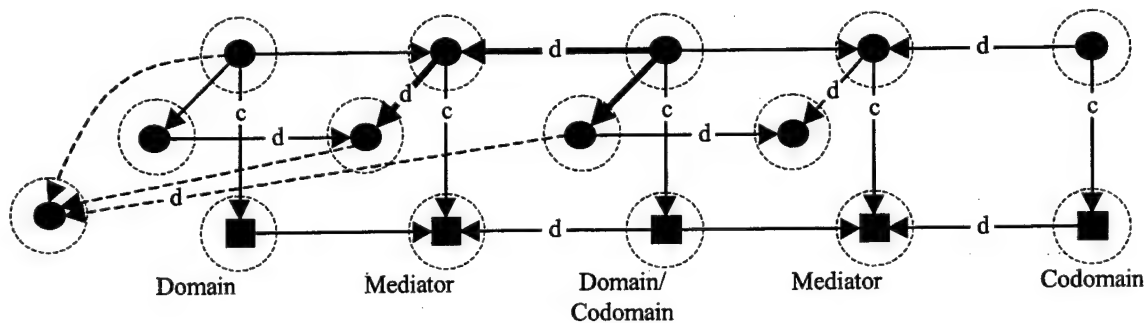 d d
d d
c c c c c
d d
d
d d
Domain Mediator Domain/ Mediator Codomain
Codomain